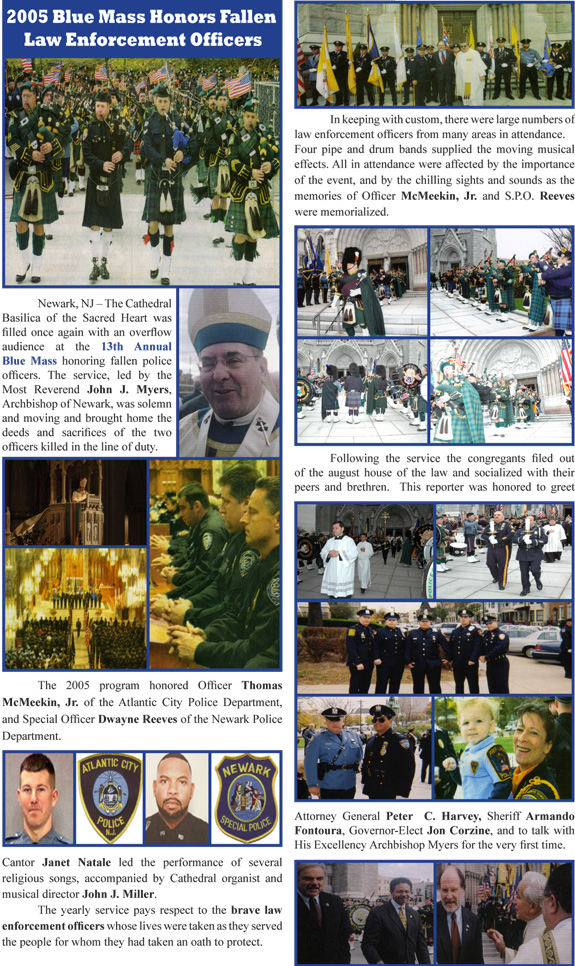 2005 Blue Mass Honors Fallen
Law Enforcement Officers
Newark, NJ – The Cathedral
Basilica of the Sacred Heart was
filled once again with an overflow
audience at the 13th Annual
Blue Mass honoring fallen police
officers. The service, led by the
Most Reverend John J. Myers,
Archbishop of Newark, was solemn
and moving and brought home the
deeds and sacrifices of the two
officers killed in the line of duty.
The 2005 program honored Officer Thomas
McMeekin, Jr. of the Atlantic City Police Department,
and Special Officer Dwayne Reeves of the Newark Police
Department.
ATLANTIC CITY
POLICE
N.J.
NEWARK
SPECIAL POLICE
Cantor Janet Natale led the performance of several
religious songs, accompanied by Cathedral organist and
musical director John J. Miller.
The yearly service pays respect to the brave law
enforcement officers whose lives were taken as they served
the people for whom they had taken an oath to protect.
In keeping with custom, there were large numbers of
law enforcement officers from many areas in attendance.
Four pipe and drum bands supplied the moving musical
effects. All in attendance were affected by the importance
of the event, and by the chilling sights and sounds as the
memories of Officer McMeekin, Jr. and S.P.O. Reeves
were memorialized.
Following the service the congregants filed out
of the august house of the law and socialized with their
peers and brethren. This reporter was honored to greet
Attorney General Peter C. Harvey, Sheriff Armando
Fontoura, Governor-Elect Jon Corzine, and to talk with
His Excellency Archbishop Myers for the very first time.